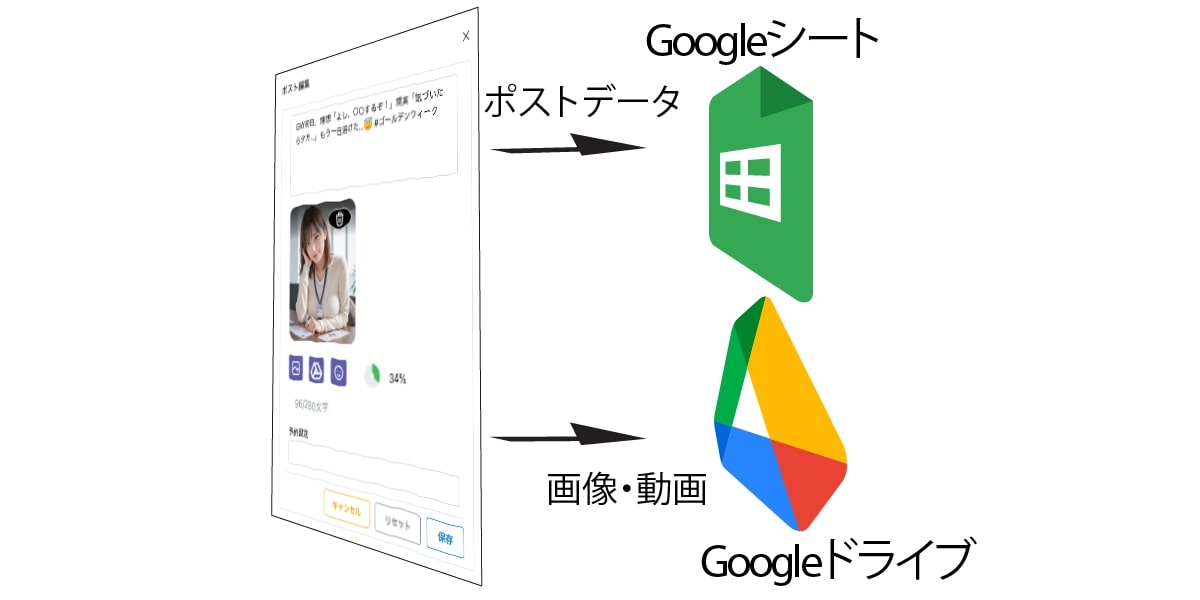 ×
ポスト編集
GW初日、理想「よし、〇〇するぞ！」現実「気づいた
ら夕方...」もう一日溶けた...😇 #ゴールデンウィーク
34%
96/280文字
予約設定
キャンセル
リセット
保存
ポストデータ
画像・動画
Googleシート
Googleドライブ